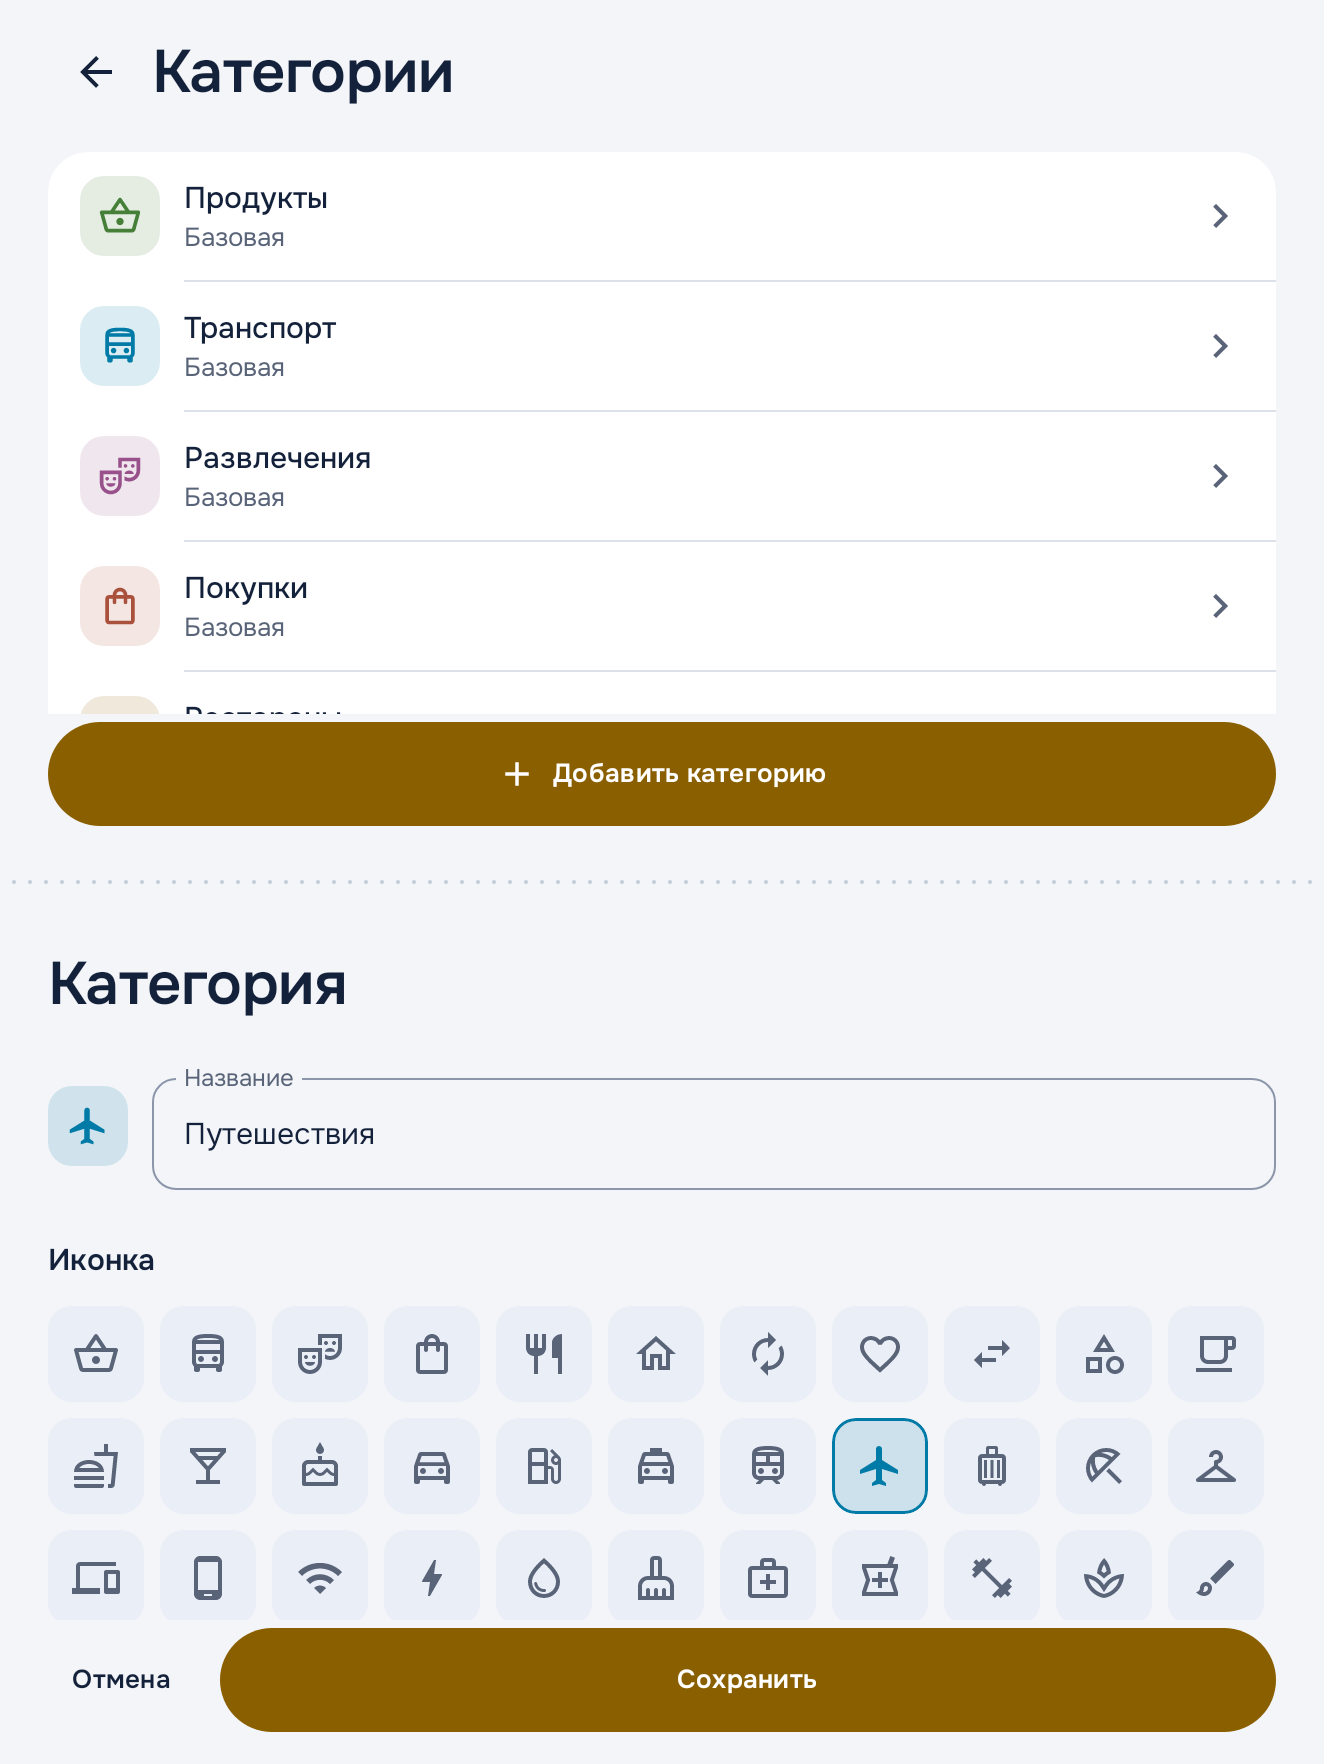 Категории
Продукты
Базовая
Транспорт
Базовая
Развлечения
Базовая
Покупки
Базовая
Добавить категорию
Категория
Название
Путешествия
Иконка
Отмена
Сохранить